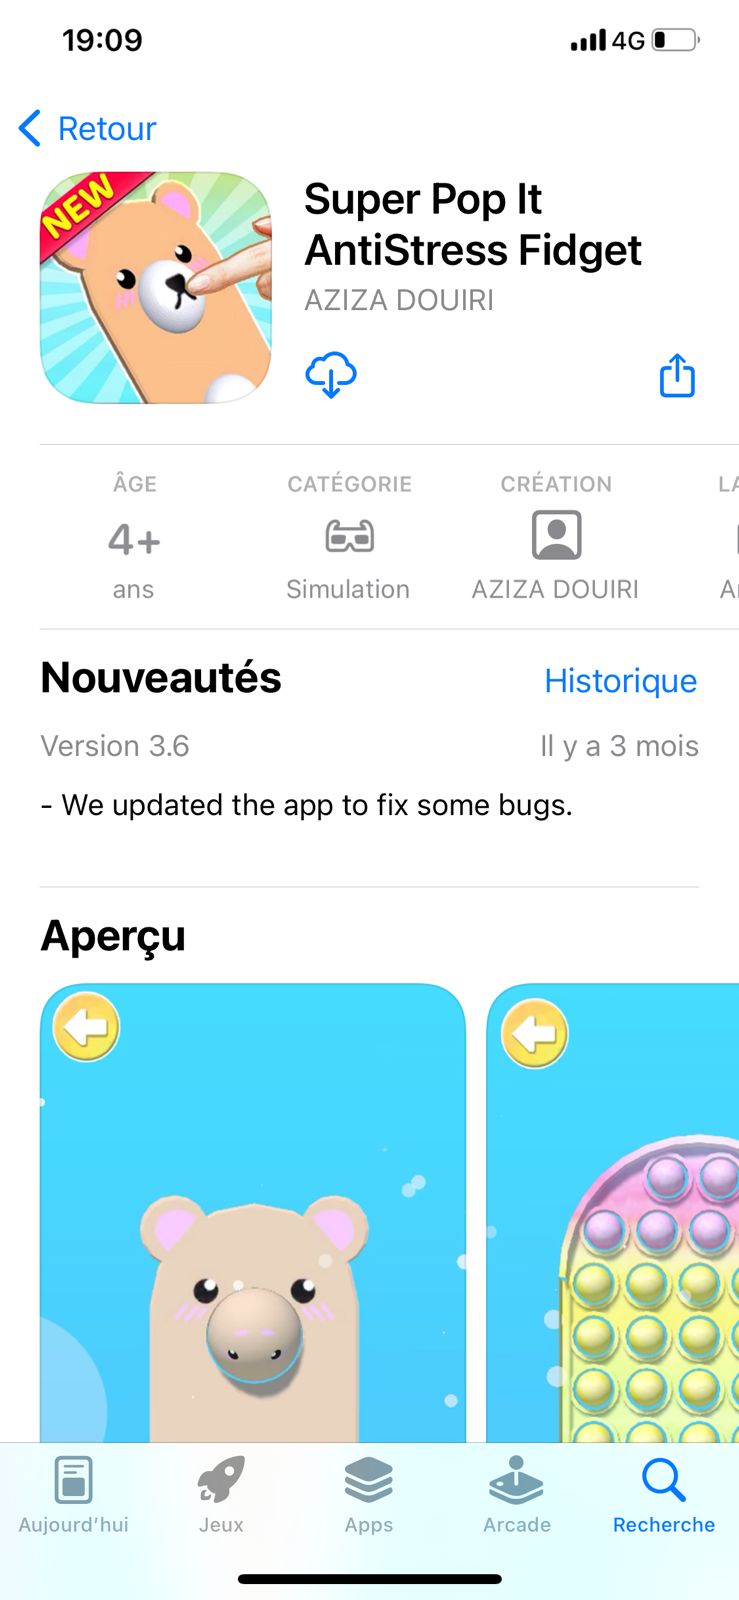 19:09
4G
Retour
NEW
Super Pop It
AntiStress Fidget
AZIZA DOUIRI
ÂGE
CATÉGORIE
CRÉATION
LA
4+
ans
Simulation
AZIZA DOUIRI
Nouveautés
Historique
Version 3.6
Il y a 3 mois
- We updated the app to fix some bugs.
Aperçu
Aujourd'hui
Jeux
Apps
Arcade
Recherche